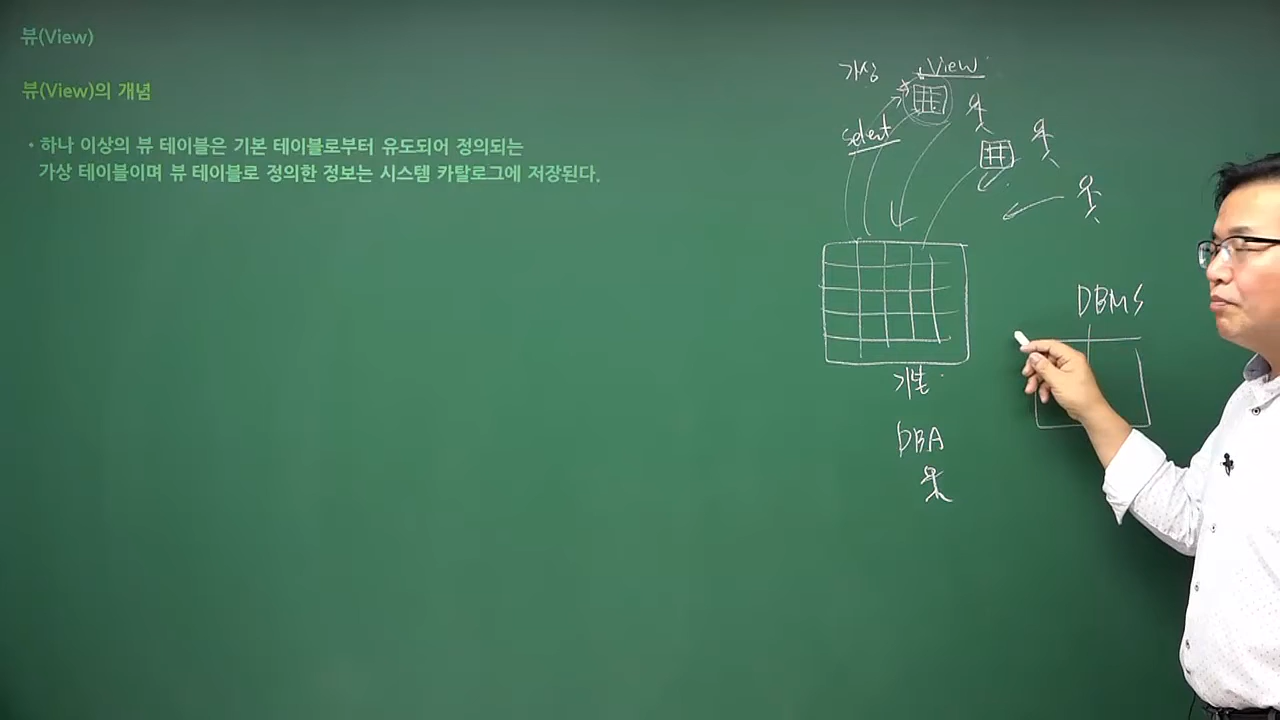 뷰(View)
뷰(View)의 개념
• 하나 이상의 뷰 테이블은 기본 테이블로부터 유도되어 정의되는
가상 테이블이며 뷰 테이블로 정의한 정보는 시스템 카탈로그에 저장된다.
가상 View
Select
DBMS
기본
DBA